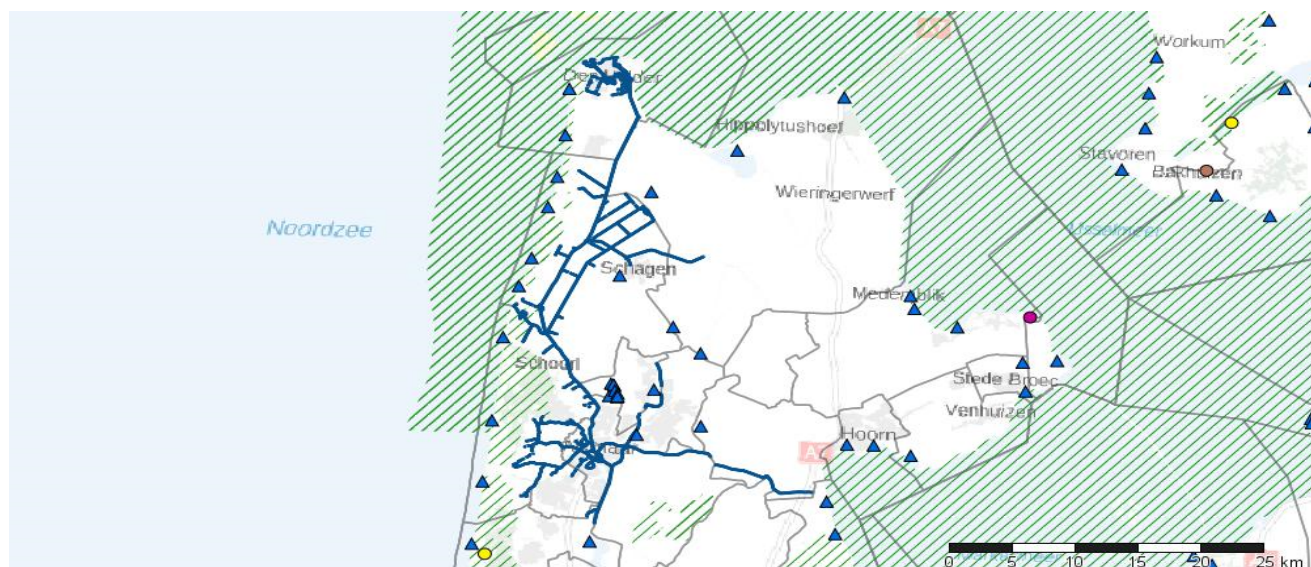 Workum
Den Helder
Hippolytushoef
Stavoren
Bakhuizen
Wieringerwerf
Noordzee
IJsselmeer
Schagen
Medemblik
Schoorl
Stede Broec
Venhuizen
Hoorn
Alkmaar
0 5 10 15 20 25 km